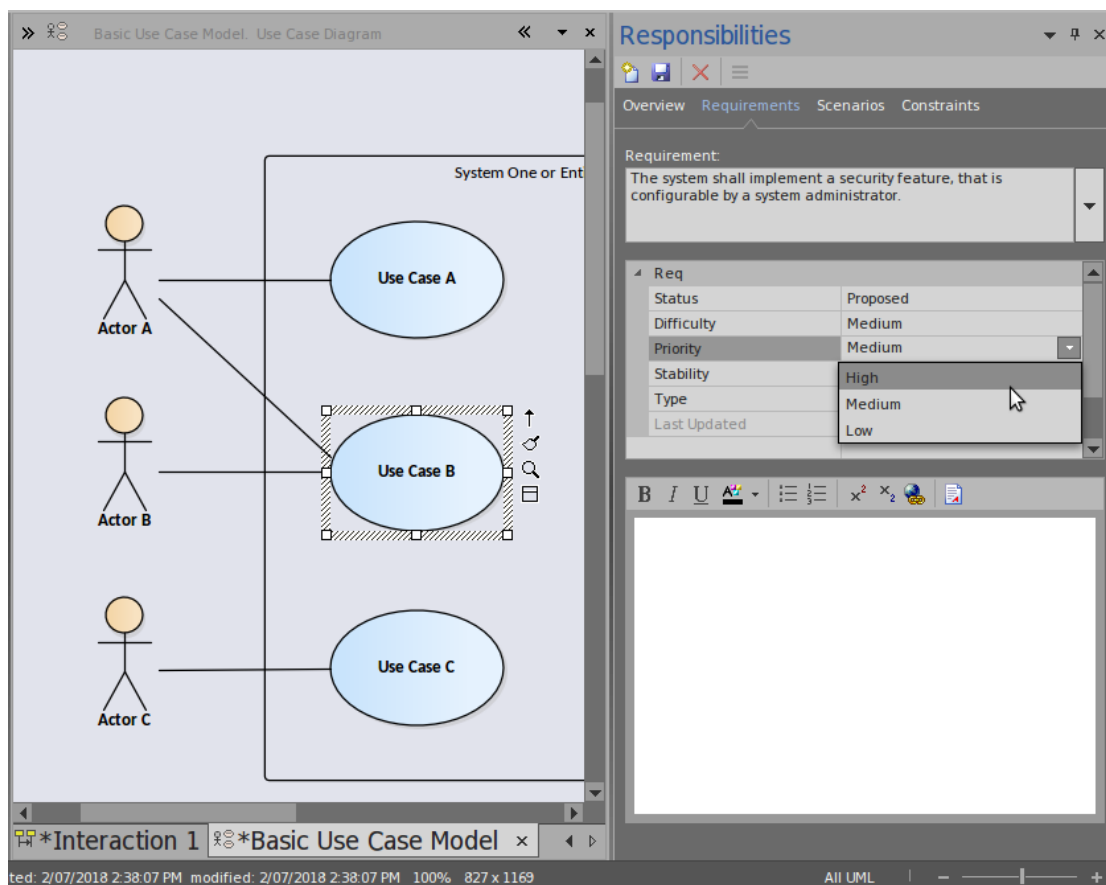 Basic Use Case Model. Use Case Diagram
System One or Ent
Use Case A
Actor A
Use Case B
Actor B
Use Case C
Actor C
*Interaction 1
*Basic Use Case Model
Responsibilities
Overview Requirements Scenarios Constraints
Requirement:
The system shall implement a security feature, that is
configurable by a system administrator.
Req
Status Proposed
Difficulty Medium
Priority Medium
Stability
Type
Last Updated
High
Medium
Low
B I U A
x² x₂
ted: 2/07/2018 2:38:07 PM modified: 2/07/2018 2:38:07 PM 100% 827 x 1169
All UML